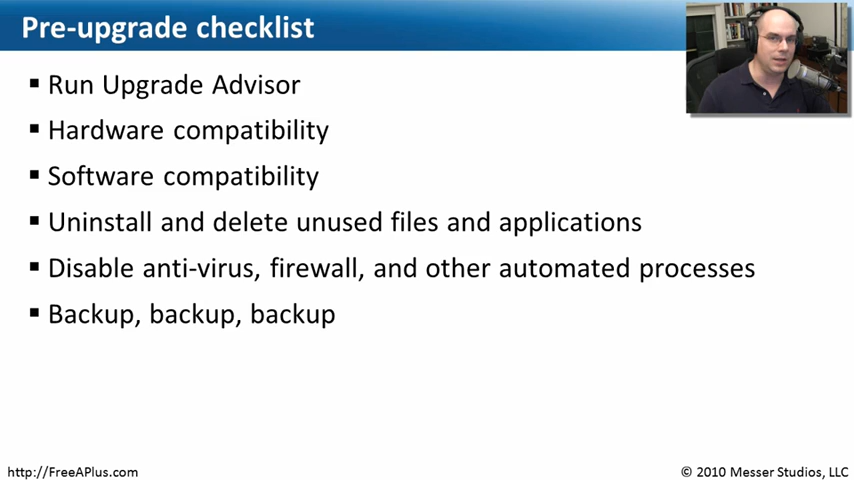 Pre-upgrade checklist
▪ Run Upgrade Advisor
▪ Hardware compatibility
▪ Software compatibility
▪ Uninstall and delete unused files and applications
▪ Disable anti-virus, firewall, and other automated processes
▪ Backup, backup, backup
http://FreeAPlus.com
© 2010 Messer Studios, LLC